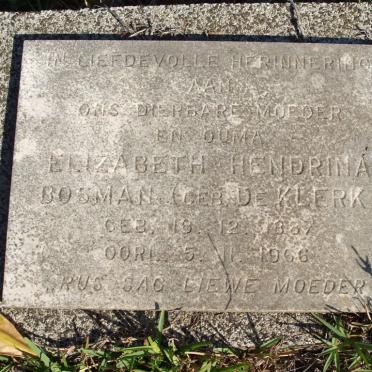 IN LIEFDEVOLLE HERINNERING
AAN
ONS DIERBARE MOEDER
EN OUMA
ELIZABETH HENDRINA
BOSMAN (GEB. DE KLERK
GEB. 19. 12. 1887
OORL. 5. 11. 1966
„RUS SAG LIEWE MOEDER